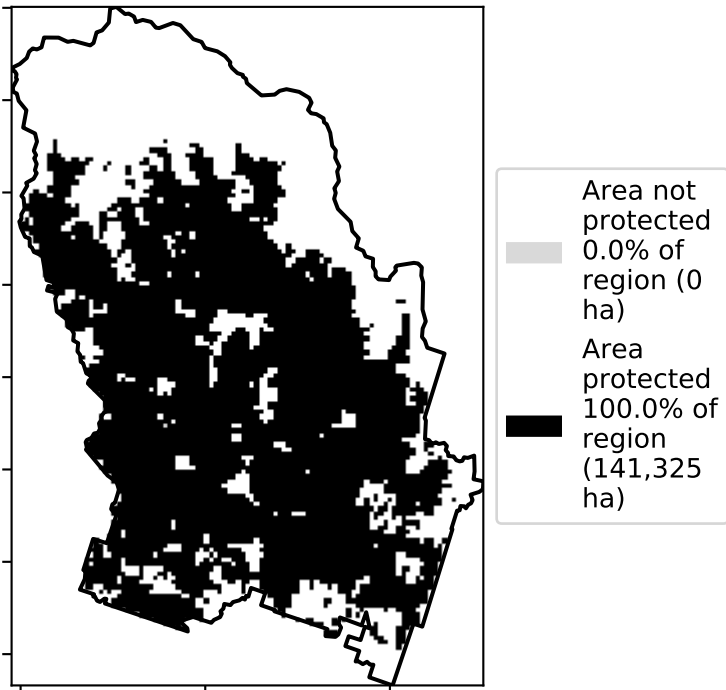 Area not
protected
0.0% of
region (0
ha)
Area
protected
100.0% of
region
(141,325
ha)